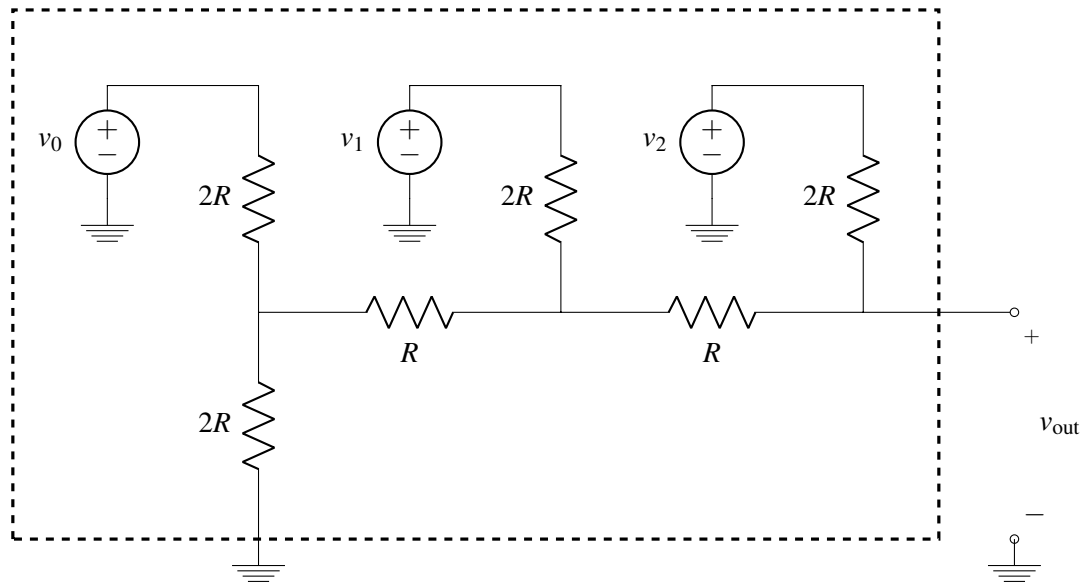 v0 + − v1 + − v2 + −
2R 2R 2R
R R +
2R vout
−